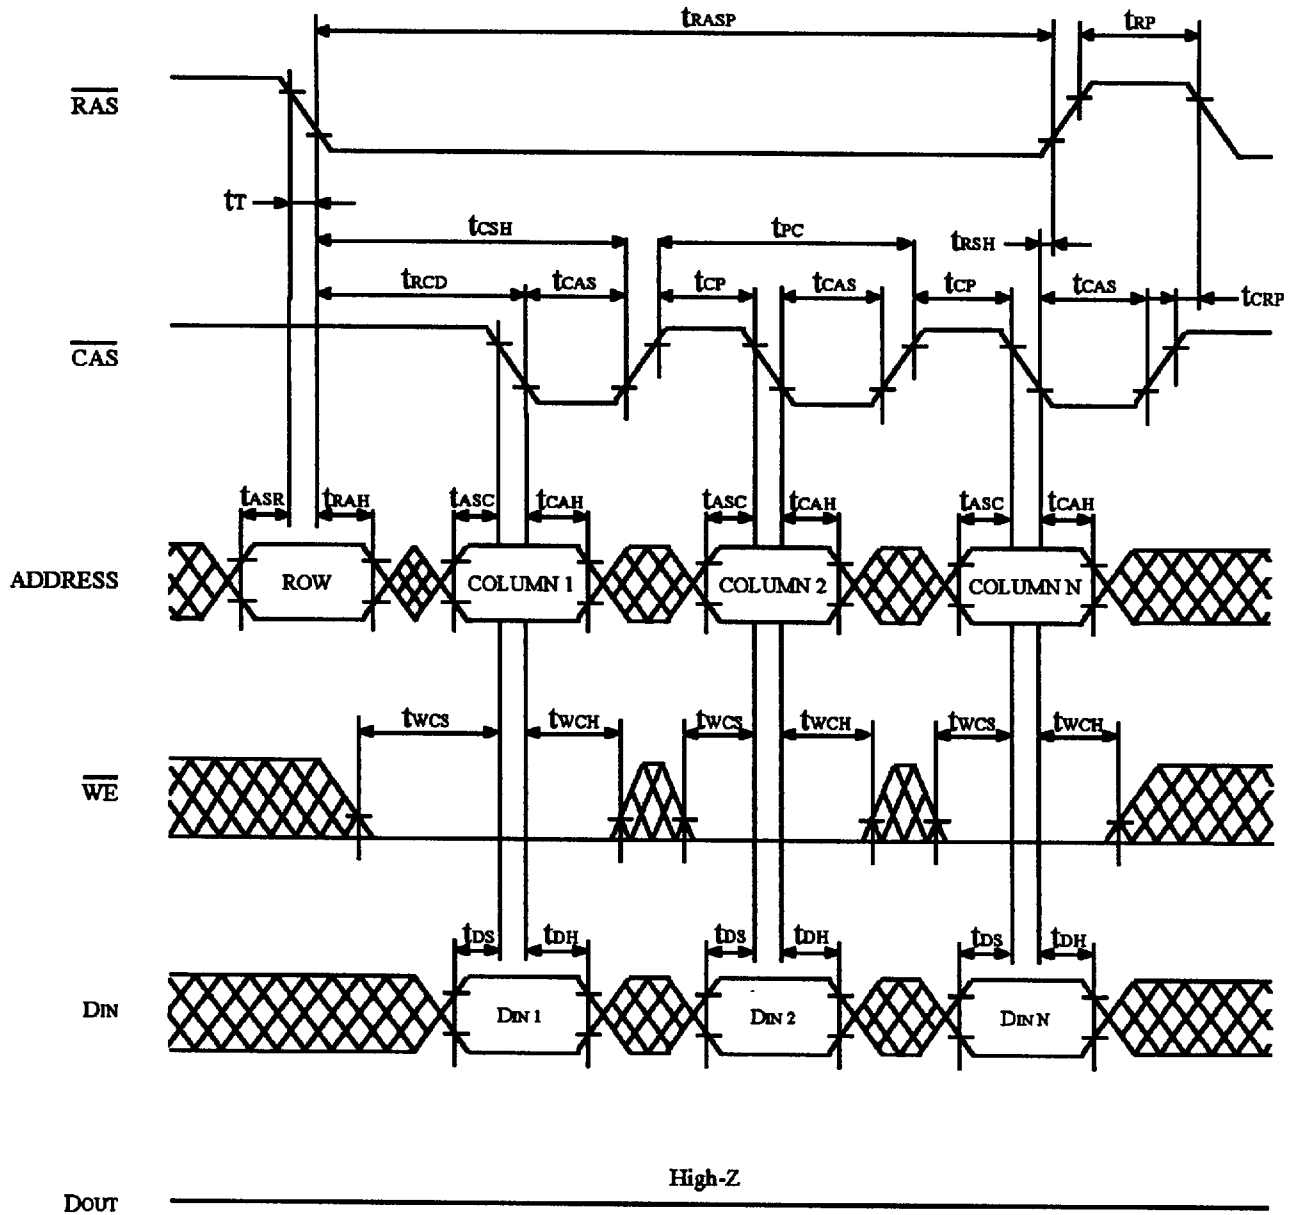 tRASP
tRP
RAS
tT
tCSH
tPC
tRSH
tRCD
tCAS
tCP
tCAS
tCP
tCAS
tCRP
CAS
tASR
tRAH
tASC
tCAH
tASC
tCAH
tASC
tCAH
ADDRESS
ROW
COLUMN 1
COLUMN 2
COLUMN N
tWCS
tWCH
tWCS
tWCH
tWCS
tWCH
WE
tDS
tDH
tDS
tDH
tDS
tDH
DIN
DIN 1
DIN 2
DIN N
High-Z
DOUT